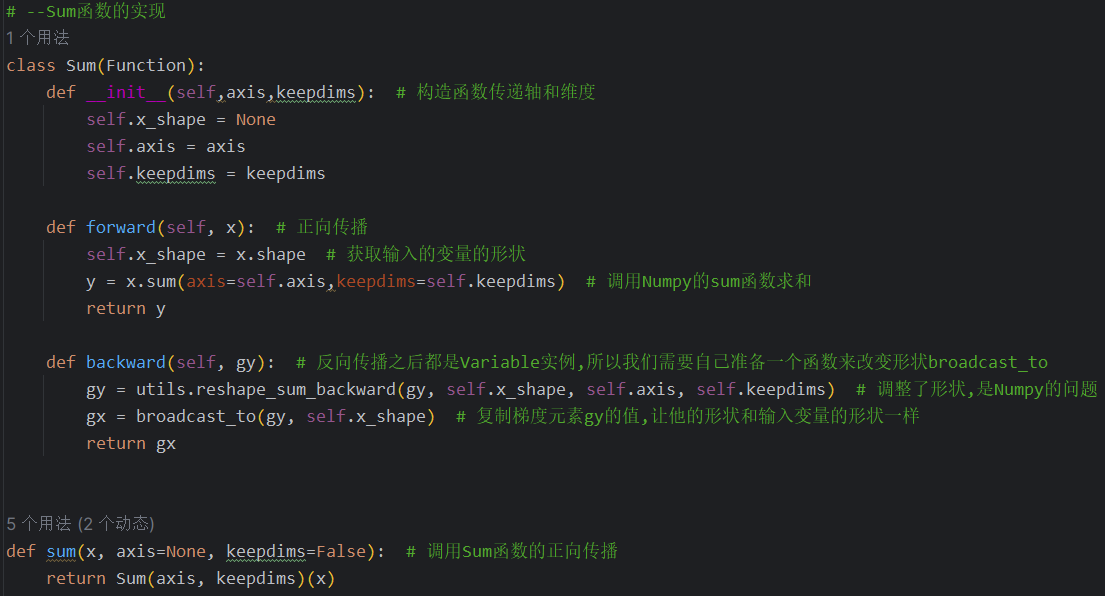 # --Sum函数的实现
1 个用法
class Sum(Function):
    def __init__(self,axis,keepdims):  # 构造函数传递轴和维度
        self.x_shape = None
        self.axis = axis
        self.keepdims = keepdims
    def forward(self, x):  # 正向传播
        self.x_shape = x.shape  # 获取输入的变量的形状
        y = x.sum(axis=self.axis,keepdims=self.keepdims)  # 调用Numpy的sum函数求和
        return y
    def backward(self, gy):  # 反向传播之后都是Variable实例,所以我们需要自己准备一个函数来改变形状broadcast_to
        gy = utils.reshape_sum_backward(gy, self.x_shape, self.axis, self.keepdims)  # 调整了形状,是Numpy的问题
        gx = broadcast_to(gy, self.x_shape)  # 复制梯度元素gy的值,让他的形状和输入变量的形状一样
        return gx
5 个用法 (2 个动态)
def sum(x, axis=None, keepdims=False):  # 调用Sum函数的正向传播
    return Sum(axis, keepdims)(x)